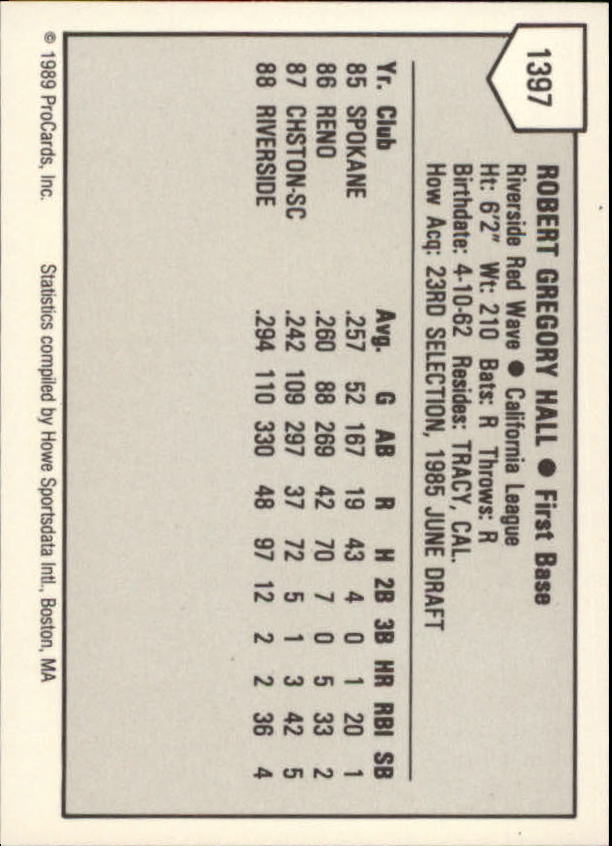 1397
ROBERT GREGORY HALL ● First Base
Riverside Red Wave ● California League
Ht: 6'2" Wt: 210 Bats: R Throws: R
Birthdate: 4-10-62 Resides: TRACY, CAL.
How Acq: 23RD SELECTION, 1985 JUNE DRAFT
Yr. Club Avg. G AB R H 2B 3B HR RBI SB
85 SPOKANE .257 52 167 19 43 4 0 1 20 1
86 RENO .260 88 269 42 70 7 0 5 33 2
87 CHSTON-SC .242 109 297 37 72 5 1 3 42 5
88 RIVERSIDE .294 110 330 48 97 12 2 2 36 4
© 1989 ProCards, Inc. Statistics compiled by Howe Sportsdata Intl., Boston, MA